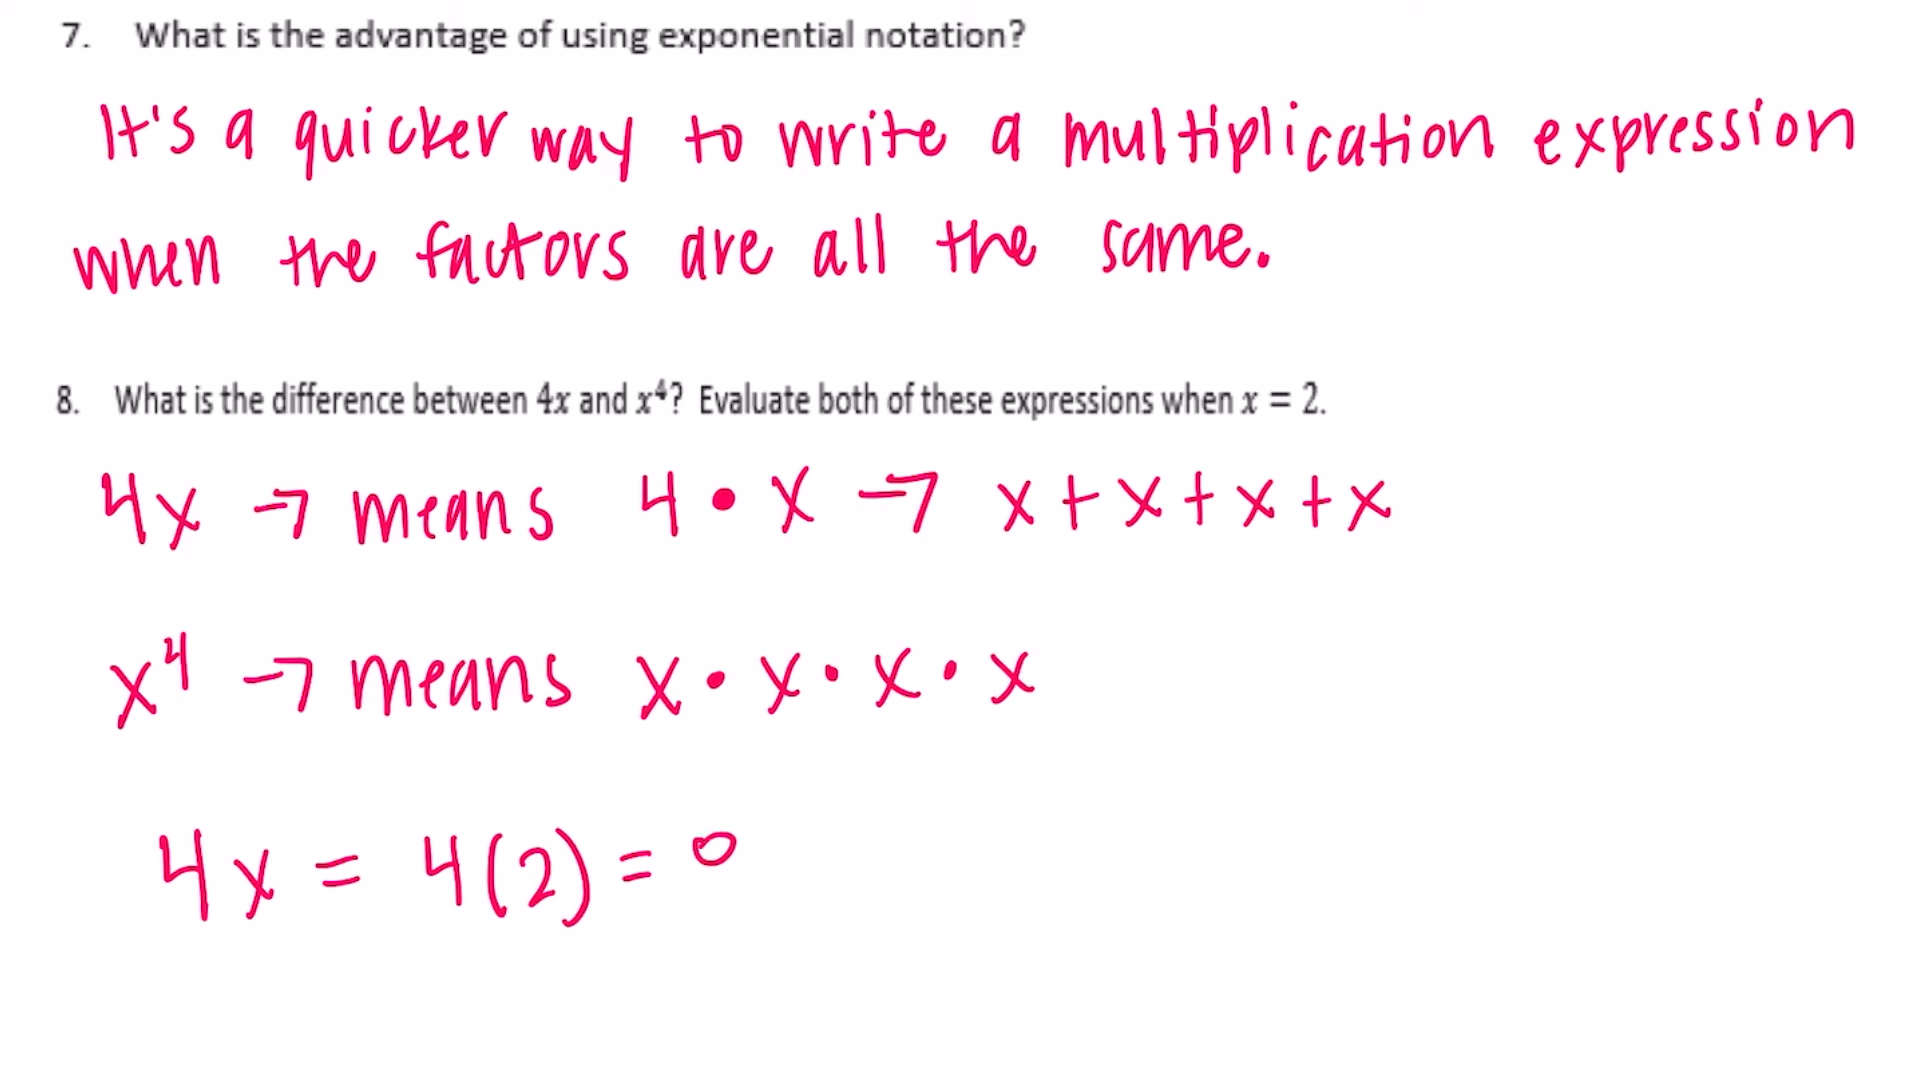 7. What is the advantage of using exponential notation?
It's a quicker way to write a multiplication expression
when the factors are all the same.
8. What is the difference between 4x and x⁴? Evaluate both of these expressions when x = 2.
4x → means 4 • x → x + x + x + x
x⁴ → means x • x • x • x
4x = 4(2) = 0